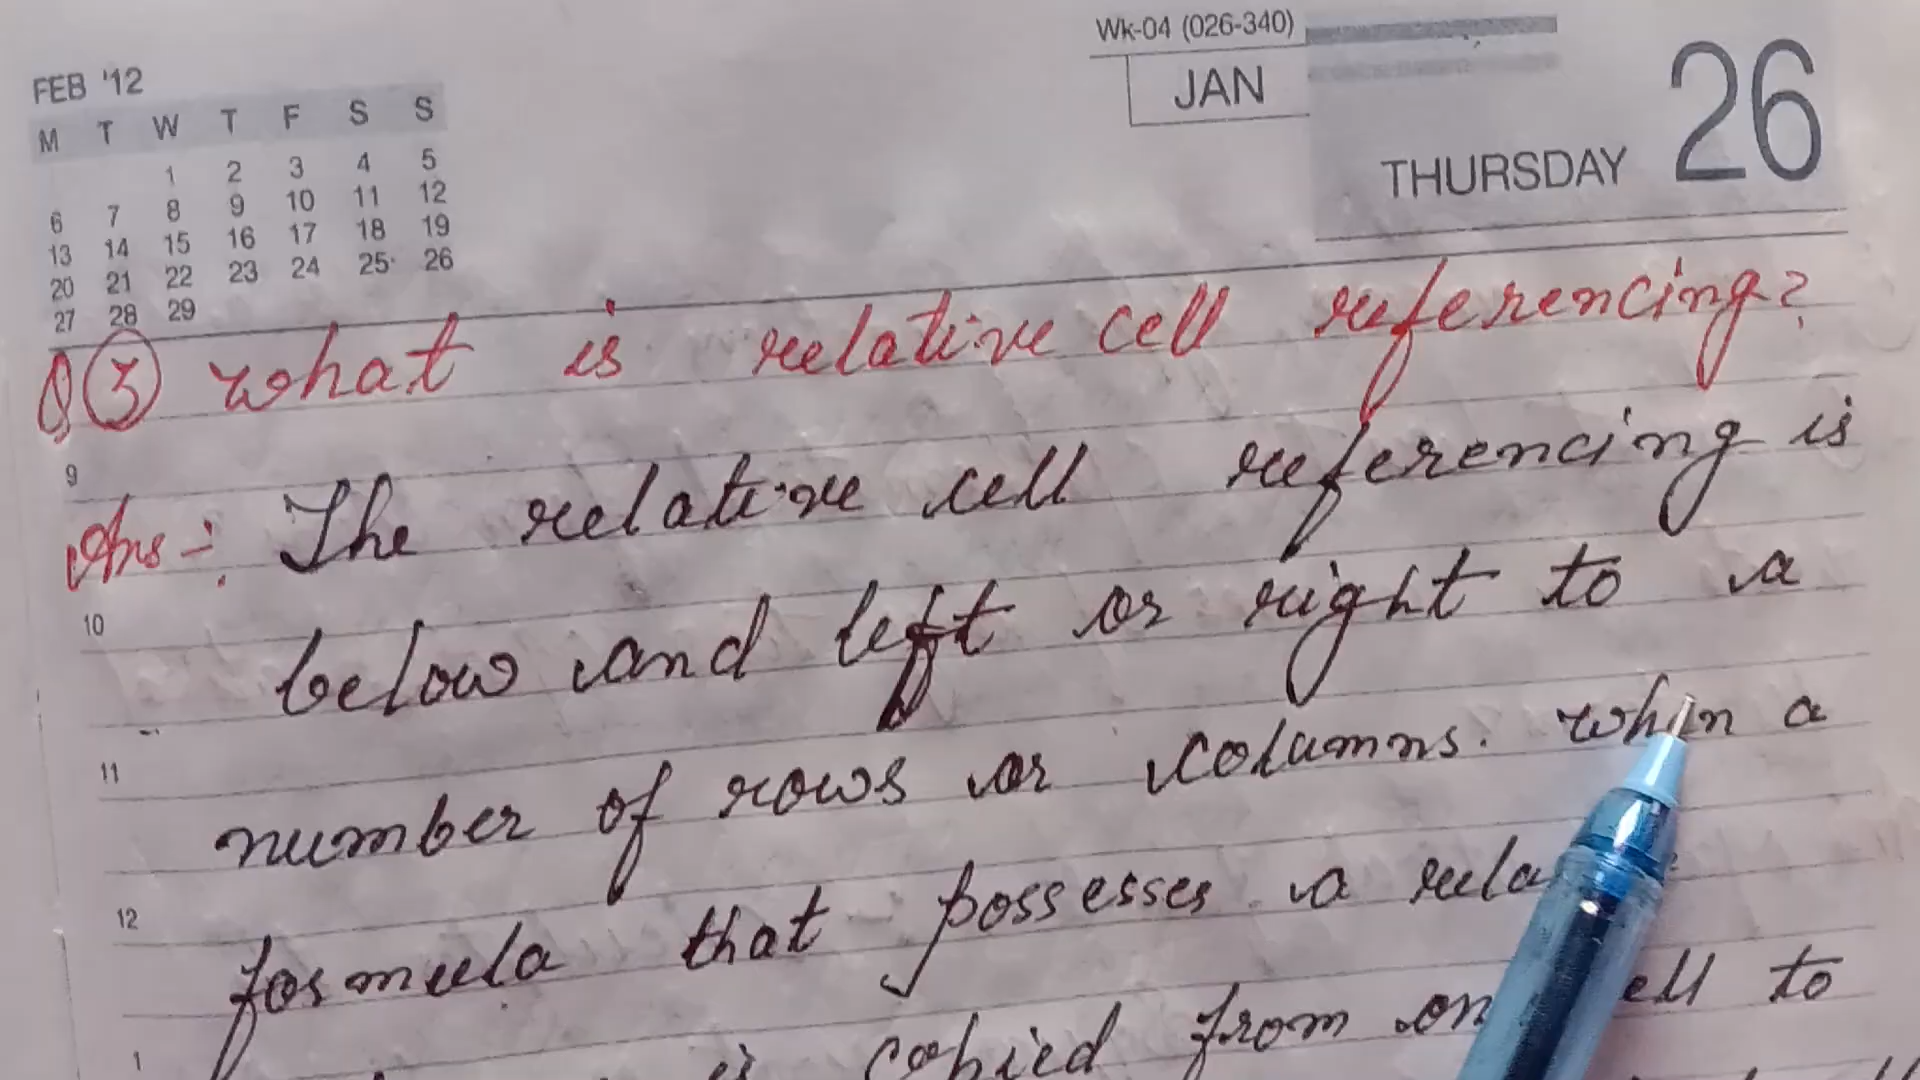 Wk-04 (026-340)
JAN
THURSDAY 26
FEB '12
M T W T F S S
1 2 3 4 5
6 7 8 9 10 11 12
13 14 15 16 17 18 19
20 21 22 23 24 25 26
27 28 29
Q3 what is relative cell referencing?
9
Ans -: The relative cell referencing is
10
below and left or right to a
11
number of rows or columns. when a
12
formula that possesses a
1
is copied from to